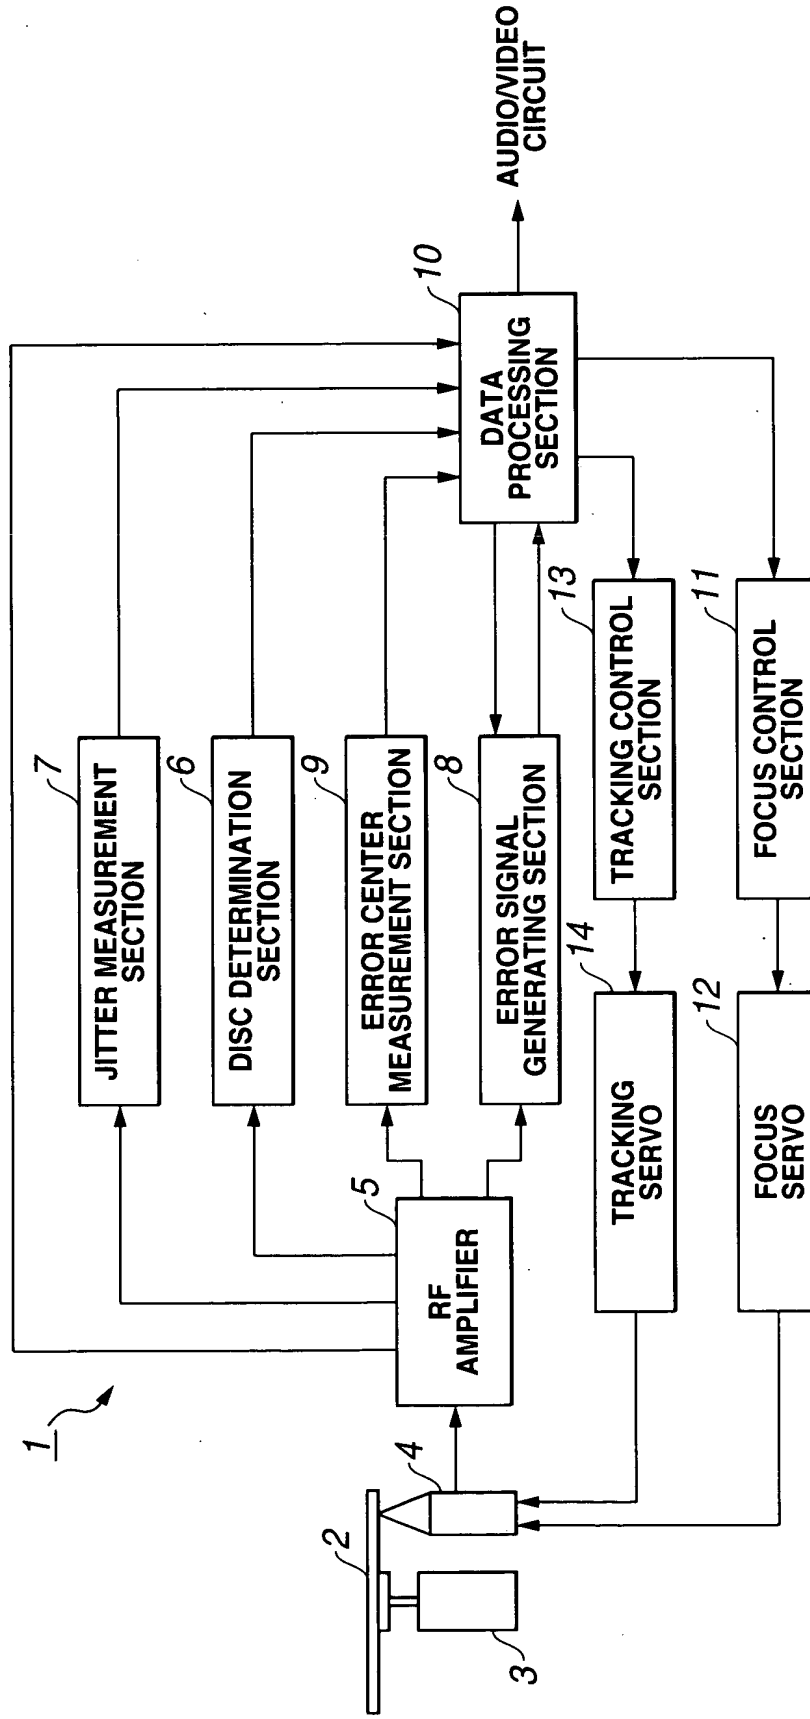 1
2
3
4
5
RF
AMPLIFIER
7
JITTER MEASUREMENT
SECTION
6
DISC DETERMINATION
SECTION
9
ERROR CENTER
MEASUREMENT SECTION
8
ERROR SIGNAL
GENERATING SECTION
10
DATA
PROCESSING
SECTION
AUDIO/VIDEO
CIRCUIT
14
TRACKING
SERVO
13
TRACKING CONTROL
SECTION
12
FOCUS
SERVO
11
FOCUS CONTROL
SECTION